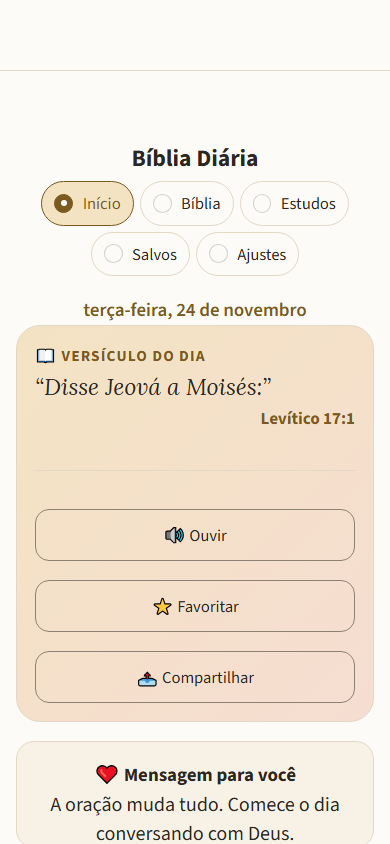 Bíblia Diária
Início
Bíblia
Estudos
Salvos
Ajustes
terça-feira, 24 de novembro
VERSÍCULO DO DIA
“Disse Jeová a Moisés:”
Levítico 17:1
Ouvir
Favoritar
Compartilhar
Mensagem para você
A oração muda tudo. Comece o dia
conversando com Deus.